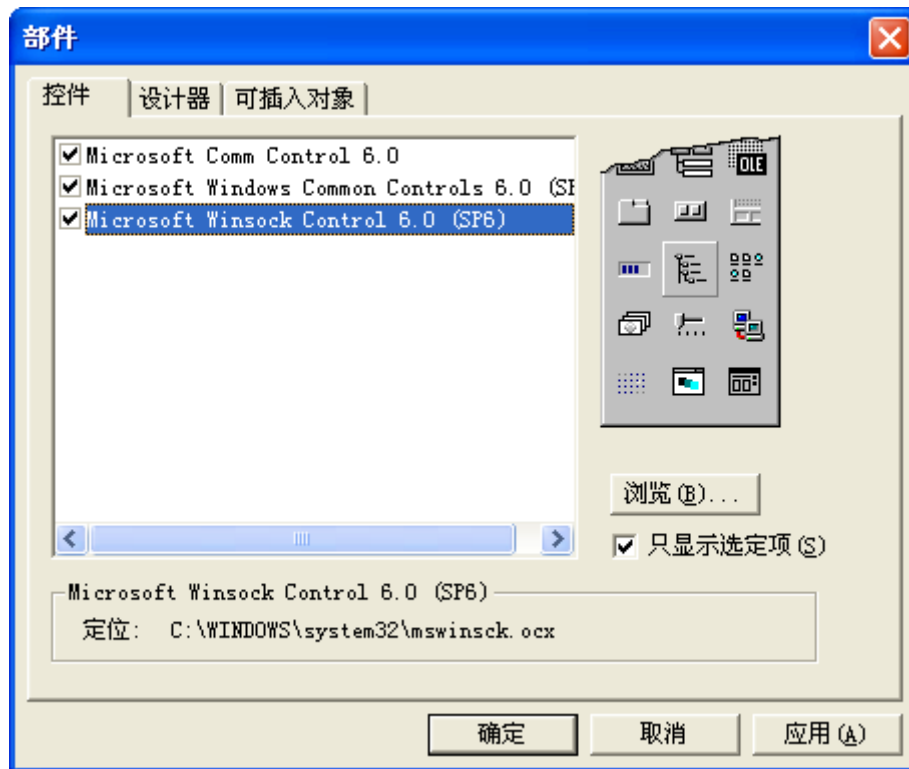 部件
控件 设计器 可插入对象
Microsoft Comm Control 6.0
Microsoft Windows Common Controls 6.0 (SP
Microsoft Winsock Control 6.0 (SP6)
OLE
浏览(B)...
只显示选定项(S)
Microsoft Winsock Control 6.0 (SP6)
定位: C:\WINDOWS\system32\mswinsck.ocx
确定 取消 应用(A)